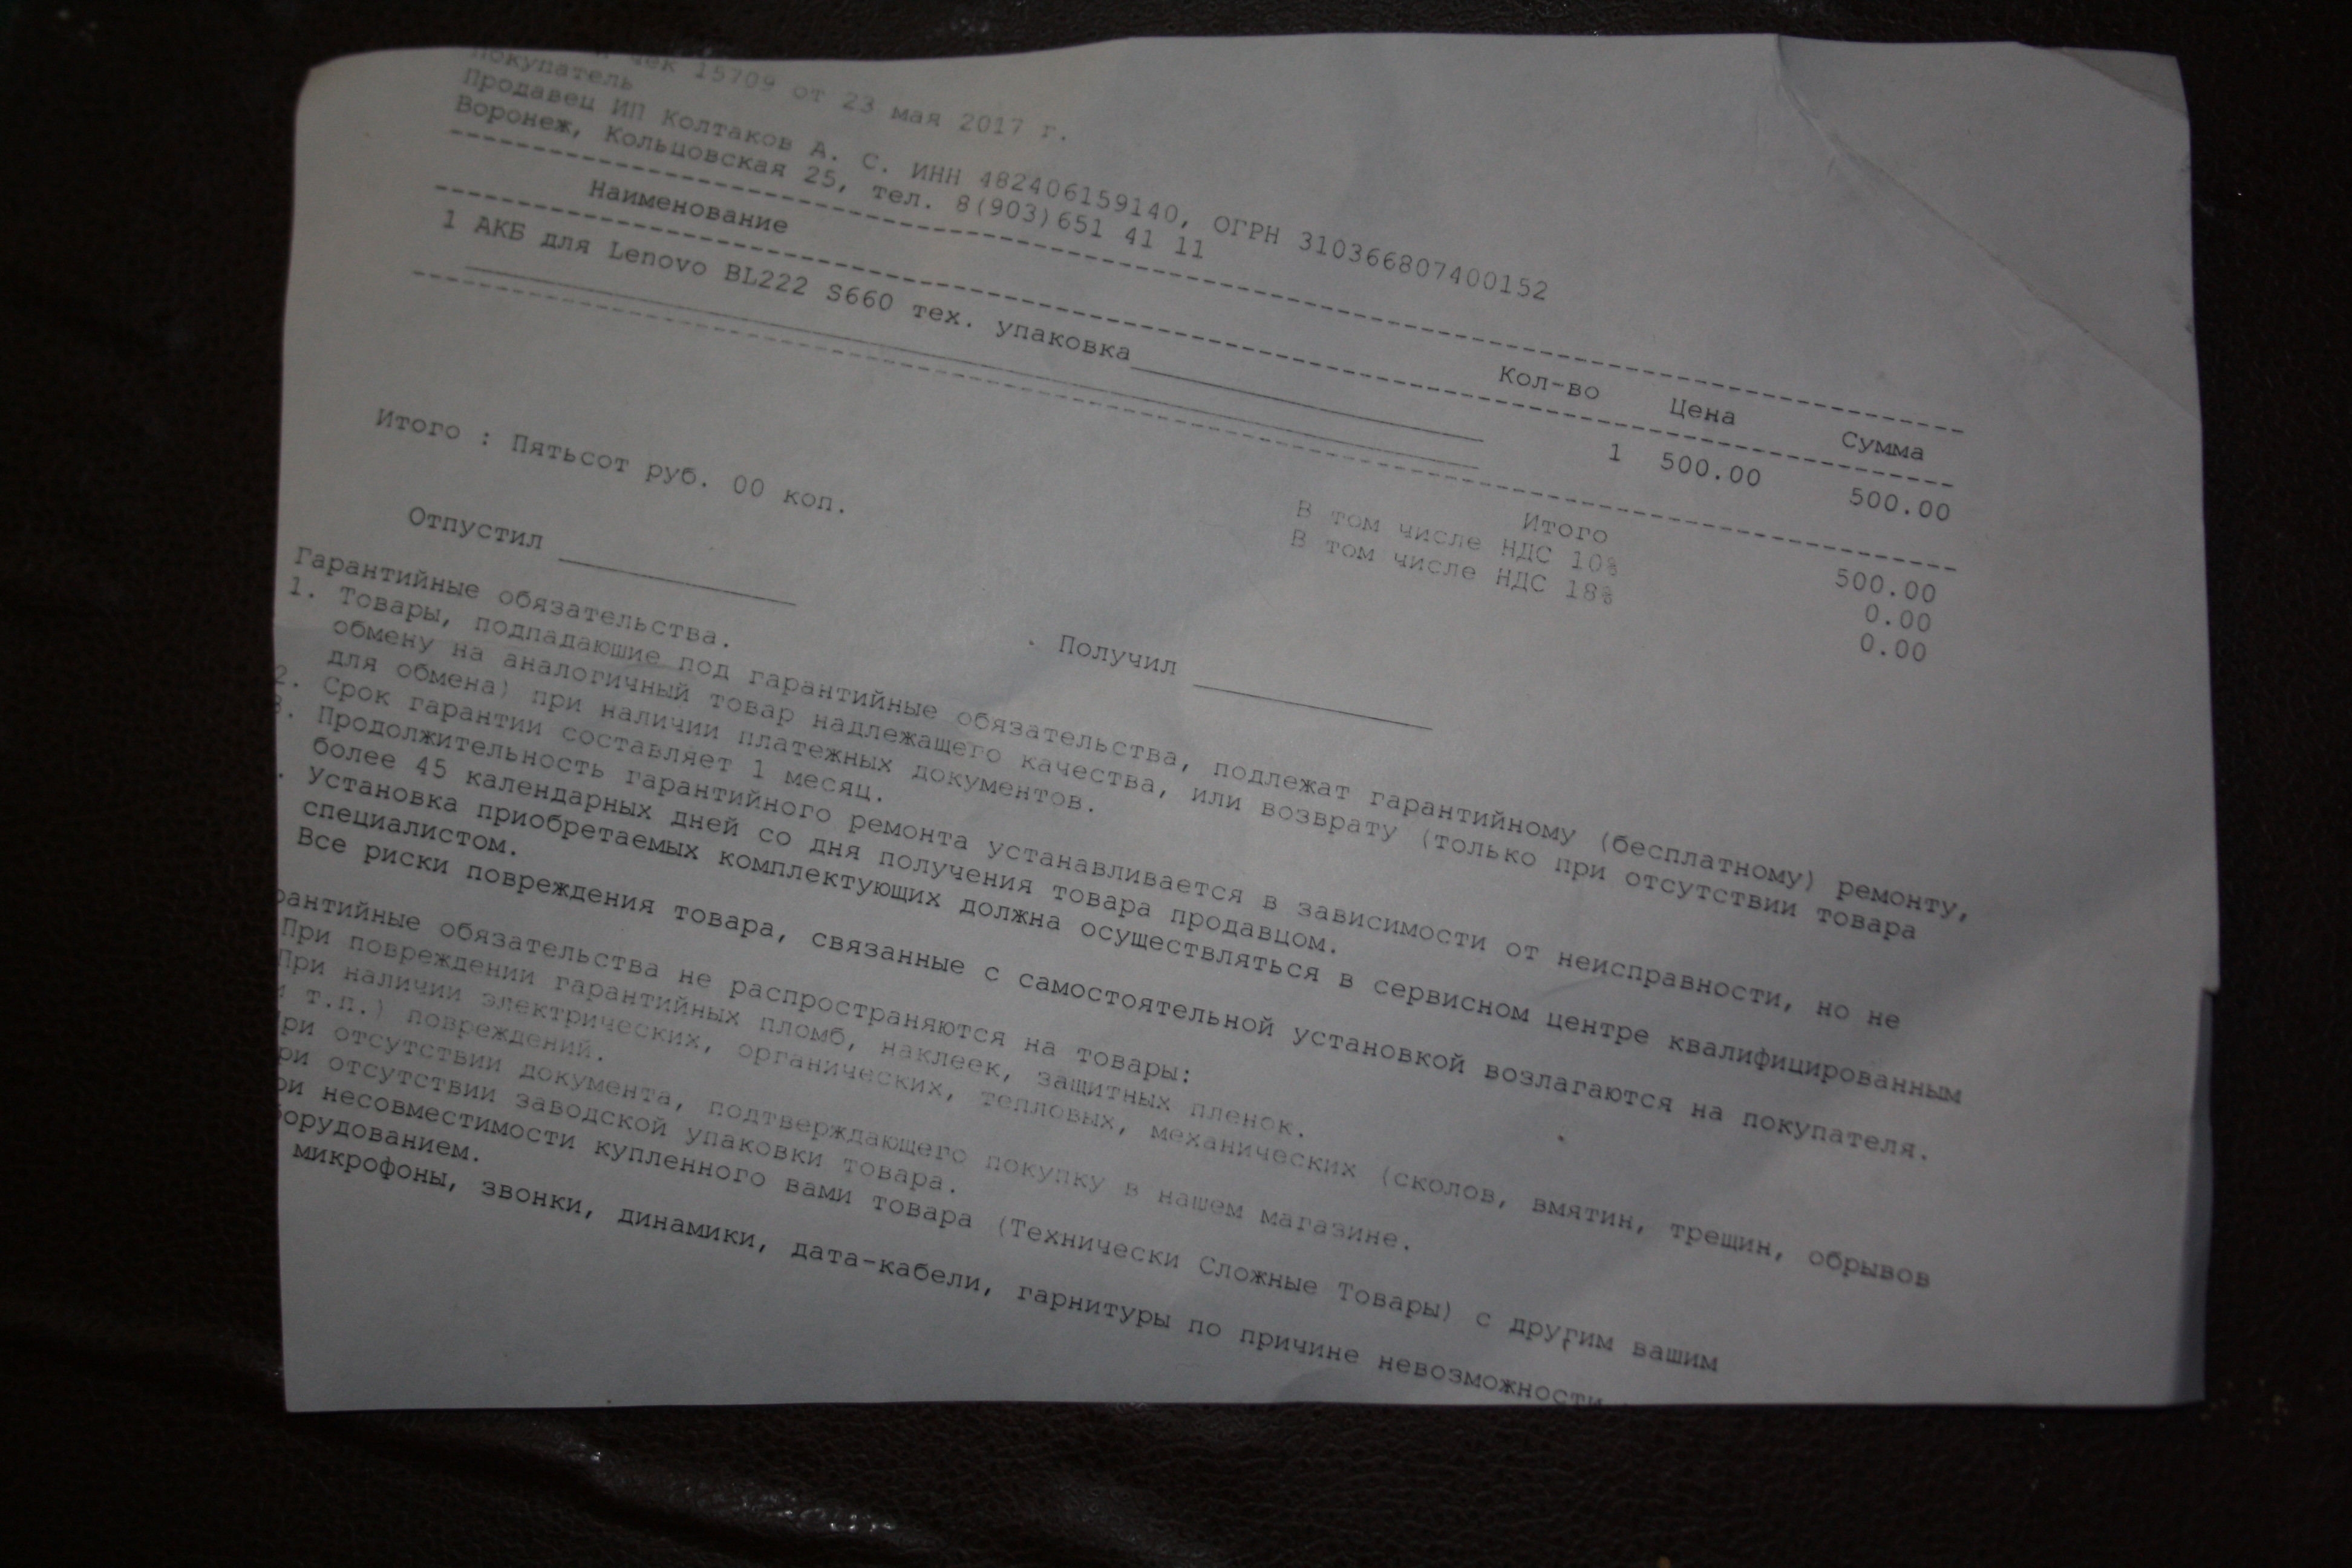 чек 15709 от 23 мая 2017 г.
Покупатель
Продавец ИП Колтаков А. С. ИНН 482406159140, ОГРН 310366807400152
Воронеж, Кольцовская 25, тел. 8(903)651 41 11
Наименование Кол-во Цена Сумма
1 АКБ для Lenovo BL222 S660 тех. упаковка 1 500.00 500.00
Итого 500.00
В том числе НДС 10% 0.00
В том числе НДС 18% 0.00
Итого : Пятьсот руб. 00 коп.
Отпустил Получил
Гарантийные обязательства.
1. Товары, подпадаюшие под гарантийные обязательства, подлежат гарантийному (бесплатному) ремонту,
обмену на аналогичный товар надлежащего качества, или возврату (только при отсутствии товара
для обмена) при наличии платежных документов.
2. Срок гарантии составляет 1 месяц.
3. Продолжительность гарантийного ремонта устанавливается в зависимости от неисправности, но не
более 45 календарных дней со дня получения товара продавцом.
. Установка приобретаемых комплектующих должна осуществляться в сервисном центре квалифицированным
специалистом.
Все риски повреждения товара, связанные с самостоятельной установкой возлагаются на покупателя.
рантийные обязательства не распространяются на товары:
При повреждении гарантийных пломб, наклеек, защитных пленок.
При наличии электрических, органических, тепловых, механических (сколов, вмятин, трещин, обрывов
и т.п.) повреждений.
ри отсутствии документа, подтверждающего покупку в нашем магазине.
ри отсутствии заводской упаковки товара.
ри несовместимости купленного вами товара (Технически Сложные Товары) с другим вашим
борудованием.
микрофоны, звонки, динамики, дата-кабели, гарнитуры по причине невозможности